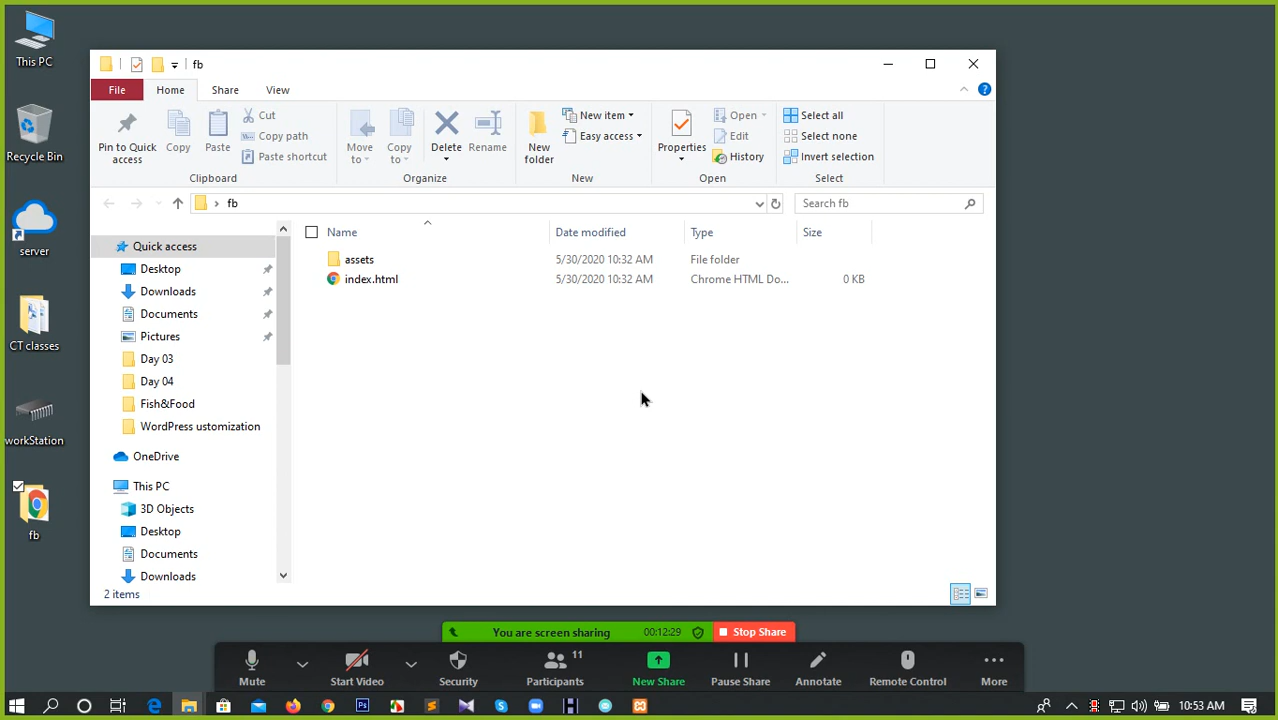 This PC
Recycle Bin
server
CT classes
workStation
fb
fb
File
Home
Share
View
Pin to Quick access
Copy
Paste
Cut
Copy path
Paste shortcut
Clipboard
Move to
Copy to
Delete
Rename
Organize
New folder
New item
Easy access
New
Properties
Open
Edit
History
Open
Select all
Select none
Invert selection
Select
fb
Search fb
Name
Date modified
Type
Size
assets
5/30/2020 10:32 AM
File folder
index.html
5/30/2020 10:32 AM
Chrome HTML Do...
0 KB
Quick access
Desktop
Downloads
Documents
Pictures
Day 03
Day 04
Fish&Food
WordPress ustomization
OneDrive
This PC
3D Objects
Desktop
Documents
Downloads
2 items
You are screen sharing
00:12:29
Stop Share
Mute
Start Video
Security
Participants
11
New Share
Pause Share
Annotate
Remote Control
More
Ps
10:53 AM